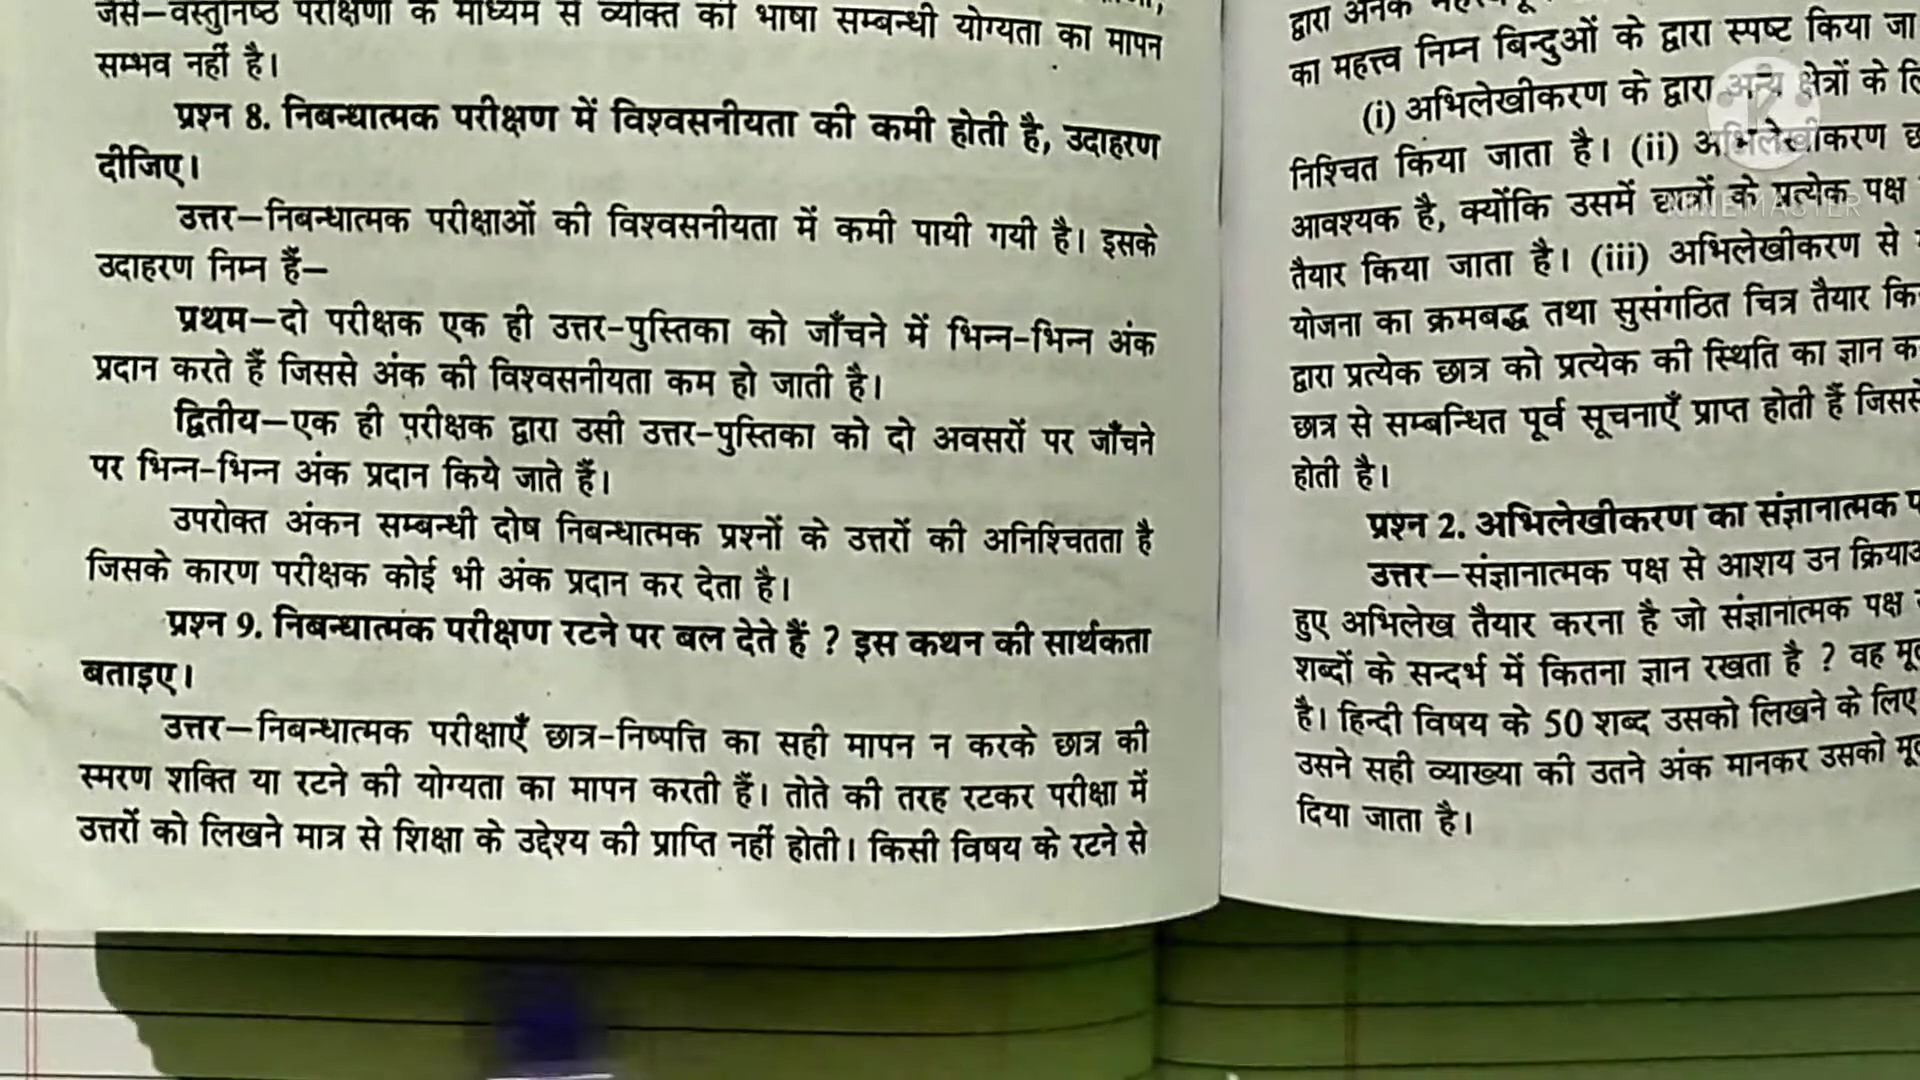 जैसे—वस्तुनिष्ठ परीक्षणों के माध्यम से व्यक्ति की भाषा सम्बन्धी योग्यता का मापन
सम्भव नहीं है।
प्रश्न 8. निबन्धात्मक परीक्षण में विश्वसनीयता की कमी होती है, उदाहरण
दीजिए।
उत्तर—निबन्धात्मक परीक्षाओं की विश्वसनीयता में कमी पायी गयी है। इसके
उदाहरण निम्न हैं—
प्रथम—दो परीक्षक एक ही उत्तर-पुस्तिका को जाँचने में भिन्न-भिन्न अंक
प्रदान करते हैं जिससे अंक की विश्वसनीयता कम हो जाती है।
द्वितीय—एक ही परीक्षक द्वारा उसी उत्तर-पुस्तिका को दो अवसरों पर जाँचने
पर भिन्न-भिन्न अंक प्रदान किये जाते हैं।
उपरोक्त अंकन सम्बन्धी दोष निबन्धात्मक प्रश्नों के उत्तरों की अनिश्चितता है
जिसके कारण परीक्षक कोई भी अंक प्रदान कर देता है।
प्रश्न 9. निबन्धात्मक परीक्षण रटने पर बल देते हैं ? इस कथन की सार्थकता
बताइए।
उत्तर—निबन्धात्मक परीक्षाएँ छात्र-निष्पत्ति का सही मापन न करके छात्र की
स्मरण शक्ति या रटने की योग्यता का मापन करती हैं। तोते की तरह रटकर परीक्षा में
उत्तरों को लिखने मात्र से शिक्षा के उद्देश्य की प्राप्ति नहीं होती। किसी विषय के रटने से
द्वारा अनेक
का महत्त्व निम्न बिन्दुओं के द्वारा स्पष्ट किया जा
(i) अभिलेखीकरण के द्वारा अन्य क्षेत्रों के
निश्चित किया जाता है। (ii) अभिलेखीकरण
आवश्यक है, क्योंकि उसमें छात्रों के प्रत्येक पक्ष
तैयार किया जाता है। (iii) अभिलेखीकरण से
योजना का क्रमबद्ध तथा सुसंगठित चित्र तैयार
द्वारा प्रत्येक छात्र को प्रत्येक की स्थिति का ज्ञान
छात्र से सम्बन्धित पूर्व सूचनाएँ प्राप्त होती हैं
होती है।
प्रश्न 2. अभिलेखीकरण का संज्ञानात्मक
उत्तर—संज्ञानात्मक पक्ष से आशय उन
हुए अभिलेख तैयार करना है जो संज्ञानात्मक पक्ष
शब्दों के सन्दर्भ में कितना ज्ञान रखता है ? वह
है। हिन्दी विषय के 50 शब्द उसको लिखने के लिए
उसने सही व्याख्या की उतने अंक मानकर उसको
दिया जाता है।
K
KINEMASTER